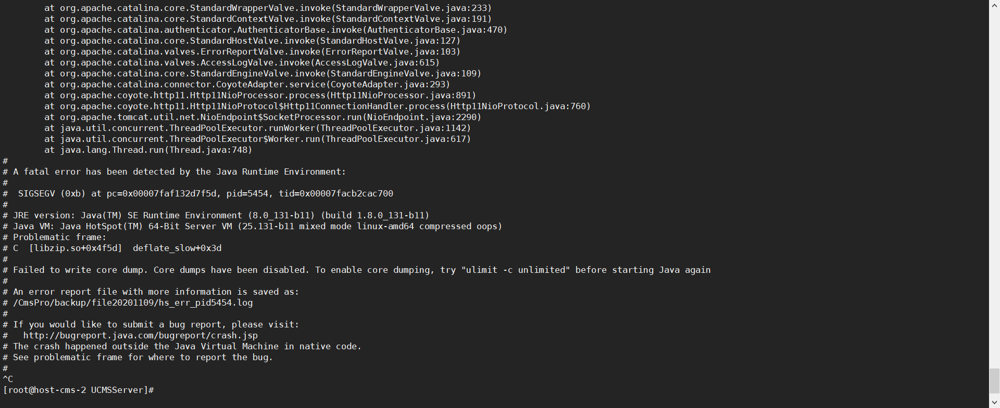 at org.apache.catalina.core.StandardWrapperValve.invoke(StandardWrapperValve.java:233)
at org.apache.catalina.core.StandardContextValve.invoke(StandardContextValve.java:191)
at org.apache.catalina.authenticator.AuthenticatorBase.invoke(AuthenticatorBase.java:470)
at org.apache.catalina.core.StandardHostValve.invoke(StandardHostValve.java:127)
at org.apache.catalina.valves.ErrorReportValve.invoke(ErrorReportValve.java:103)
at org.apache.catalina.valves.AccessLogValve.invoke(AccessLogValve.java:615)
at org.apache.catalina.core.StandardEngineValve.invoke(StandardEngineValve.java:109)
at org.apache.catalina.connector.CoyoteAdapter.service(CoyoteAdapter.java:293)
at org.apache.coyote.http11.Http11NioProcessor.process(Http11NioProcessor.java:891)
at org.apache.coyote.http11.Http11NioProtocol$Http11ConnectionHandler.process(Http11NioProtocol.java:760)
at org.apache.tomcat.util.net.NioEndpoint$SocketProcessor.run(NioEndpoint.java:2290)
at java.util.concurrent.ThreadPoolExecutor.runWorker(ThreadPoolExecutor.java:1142)
at java.util.concurrent.ThreadPoolExecutor$Worker.run(ThreadPoolExecutor.java:617)
at java.lang.Thread.run(Thread.java:748)
#
# A fatal error has been detected by the Java Runtime Environment:
#
#  SIGSEGV (0xb) at pc=0x00007faf132d7f5d, pid=5454, tid=0x00007facb2cac700
#
# JRE version: Java(TM) SE Runtime Environment (8.0_131-b11) (build 1.8.0_131-b11)
# Java VM: Java HotSpot(TM) 64-Bit Server VM (25.131-b11 mixed mode linux-amd64 compressed oops)
# Problematic frame:
# C  [libzip.so+0x4f5d]  deflate_slow+0x3d
#
# Failed to write core dump. Core dumps have been disabled. To enable core dumping, try "ulimit -c unlimited" before starting Java again
#
# An error report file with more information is saved as:
# /CmsPro/backup/file20201109/hs_err_pid5454.log
#
# If you would like to submit a bug report, please visit:
#   http://bugreport.java.com/bugreport/crash.jsp
# The crash happened outside the Java Virtual Machine in native code.
# See problematic frame for where to report the bug.
#
^C
[root@host-cms-2 UCMSServer]#